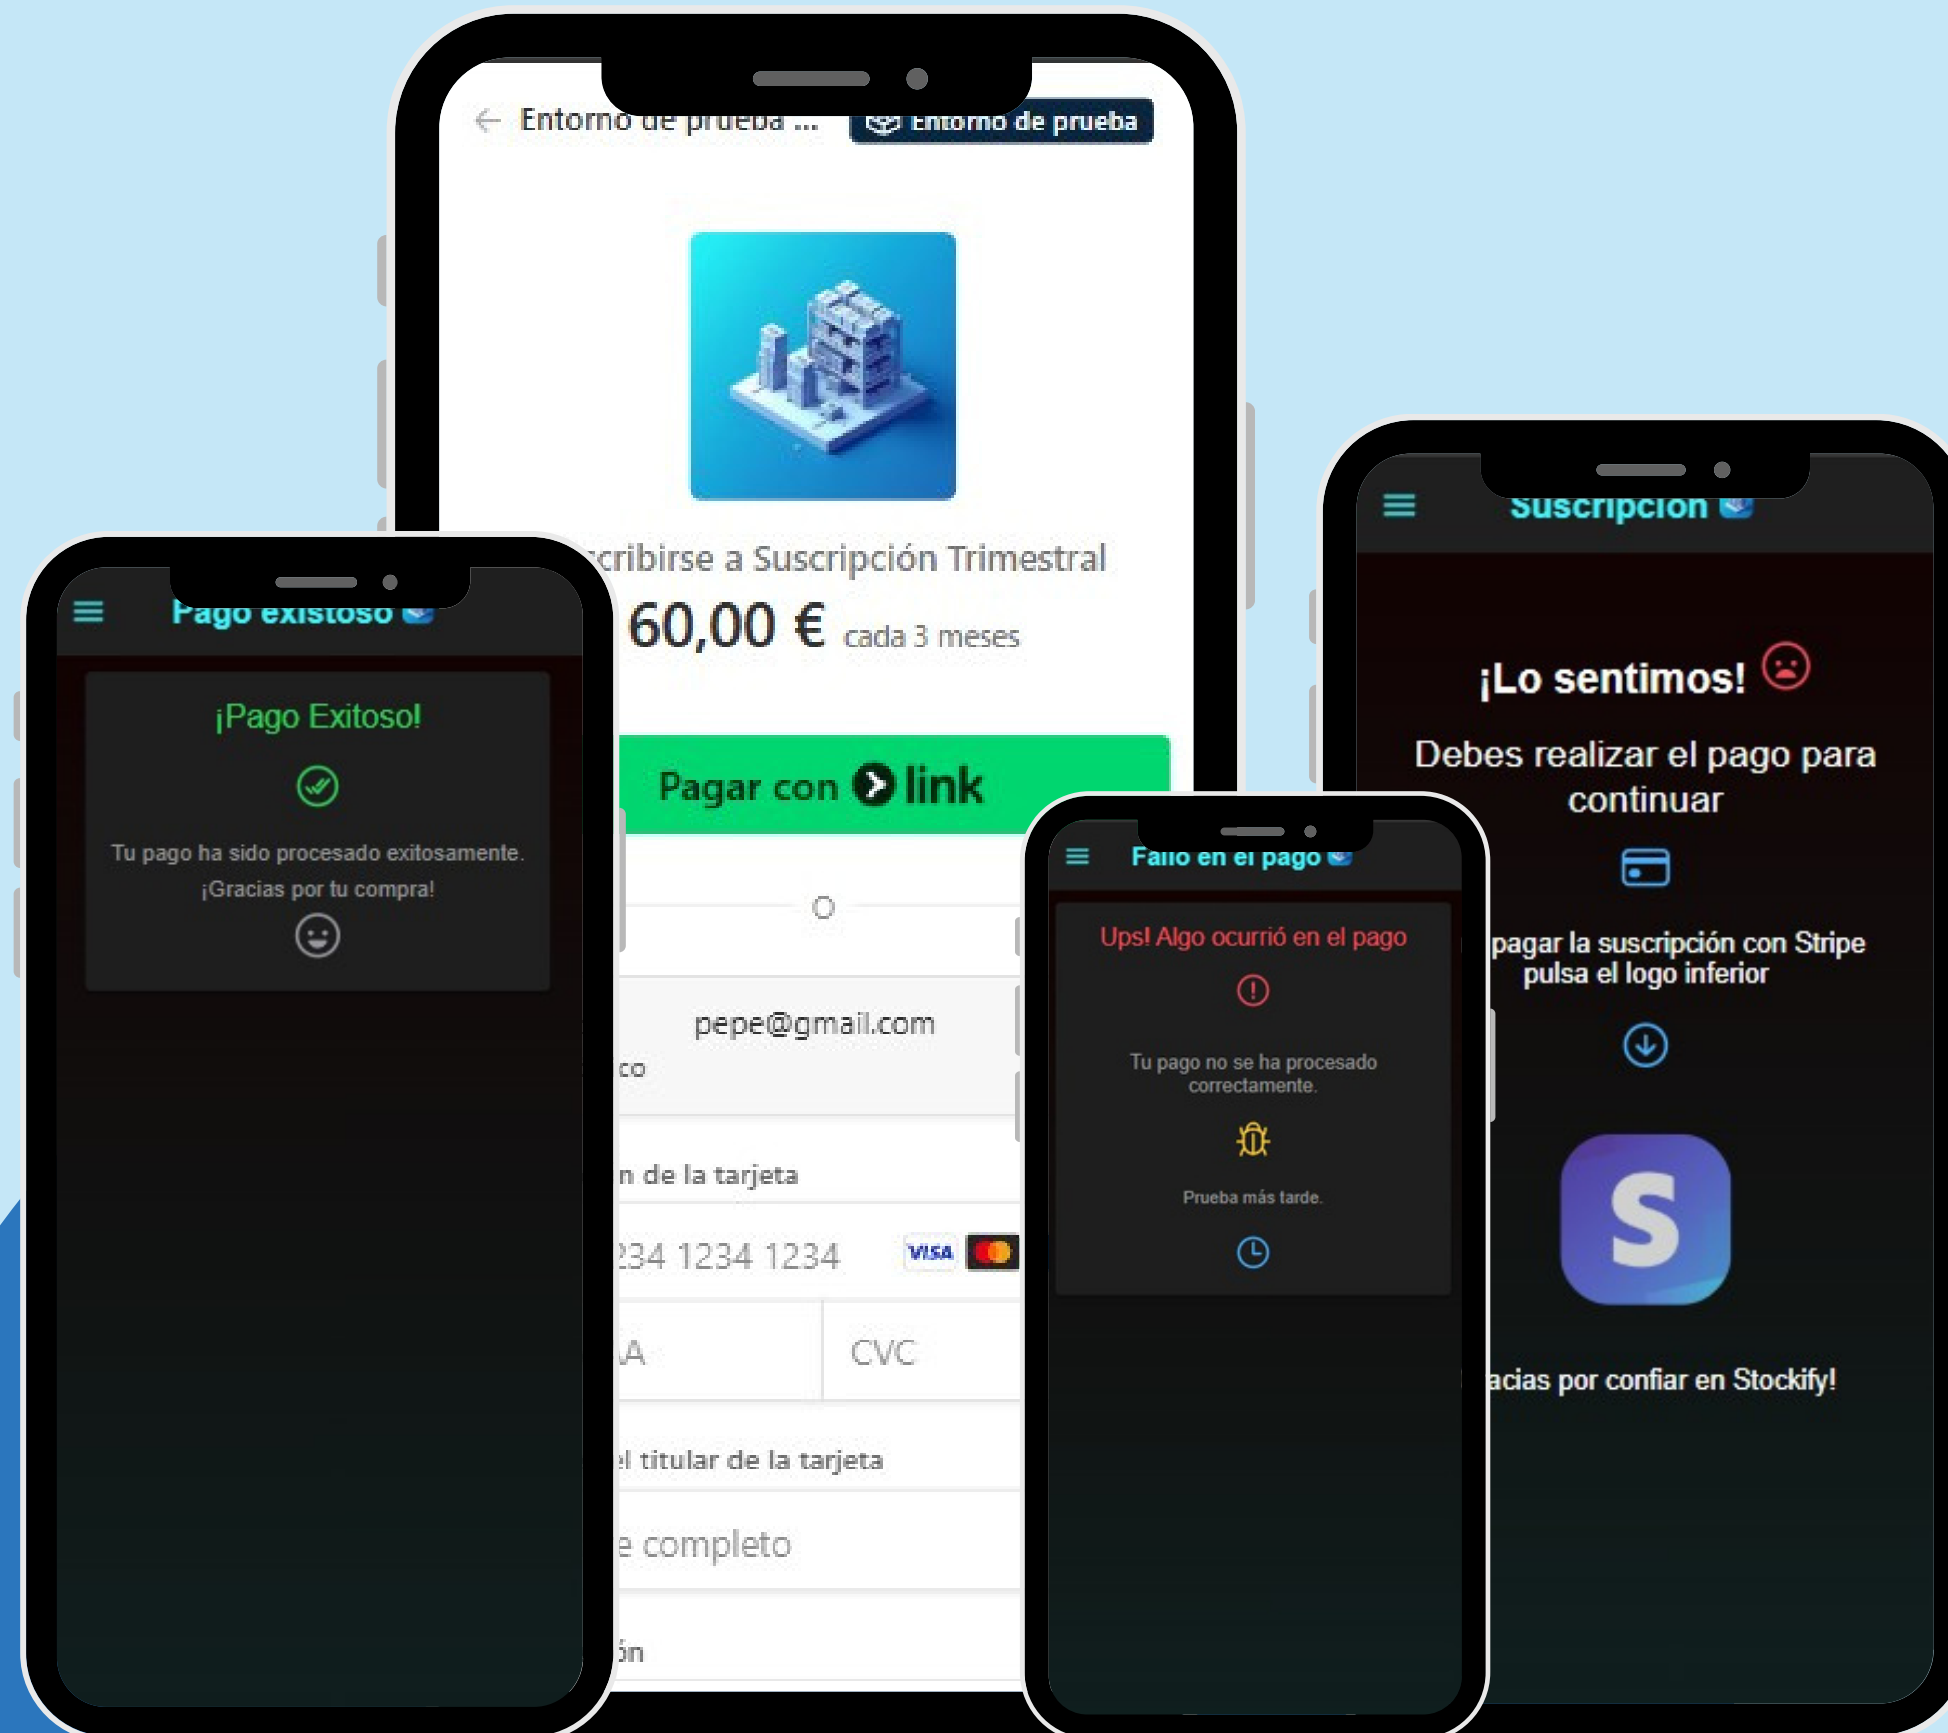 Entorno de prueba ...
Entorno de prueba
cribirse a Suscripción Trimestral
60,00 € cada 3 meses
Pagar con link
O
pepe@gmail.com
co
n de la tarjeta
234 1234 1234
VISA
CVC
el titular de la tarjeta
e completo
ón
Pago existoso
¡Pago Exitoso!
Tu pago ha sido procesado exitosamente.
¡Gracias por tu compra!
Fallo en el pago
Ups! Algo ocurrió en el pago
Tu pago no se ha procesado
correctamente.
Prueba más tarde.
Suscripción
¡Lo sentimos!
Debes realizar el pago para
continuar
pagar la suscripción con Stripe
pulsa el logo inferior
S
acias por confiar en Stockify!